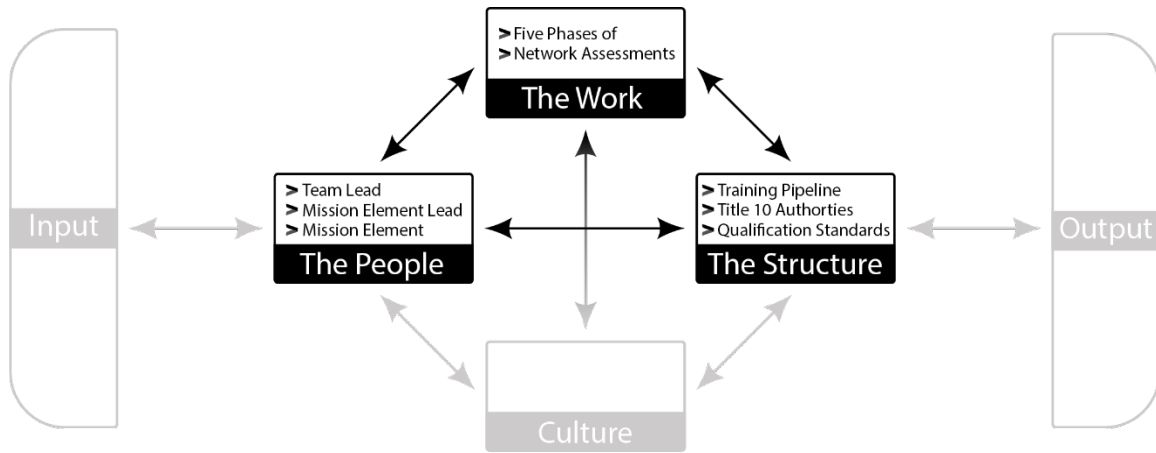 > Five Phases of
> Network Assessments
The Work
> Team Lead
> Mission Element Lead
> Mission Element
The People
> Training Pipeline
> Title 10 Authorties
> Qualification Standards
The Structure
Input
Output
Culture